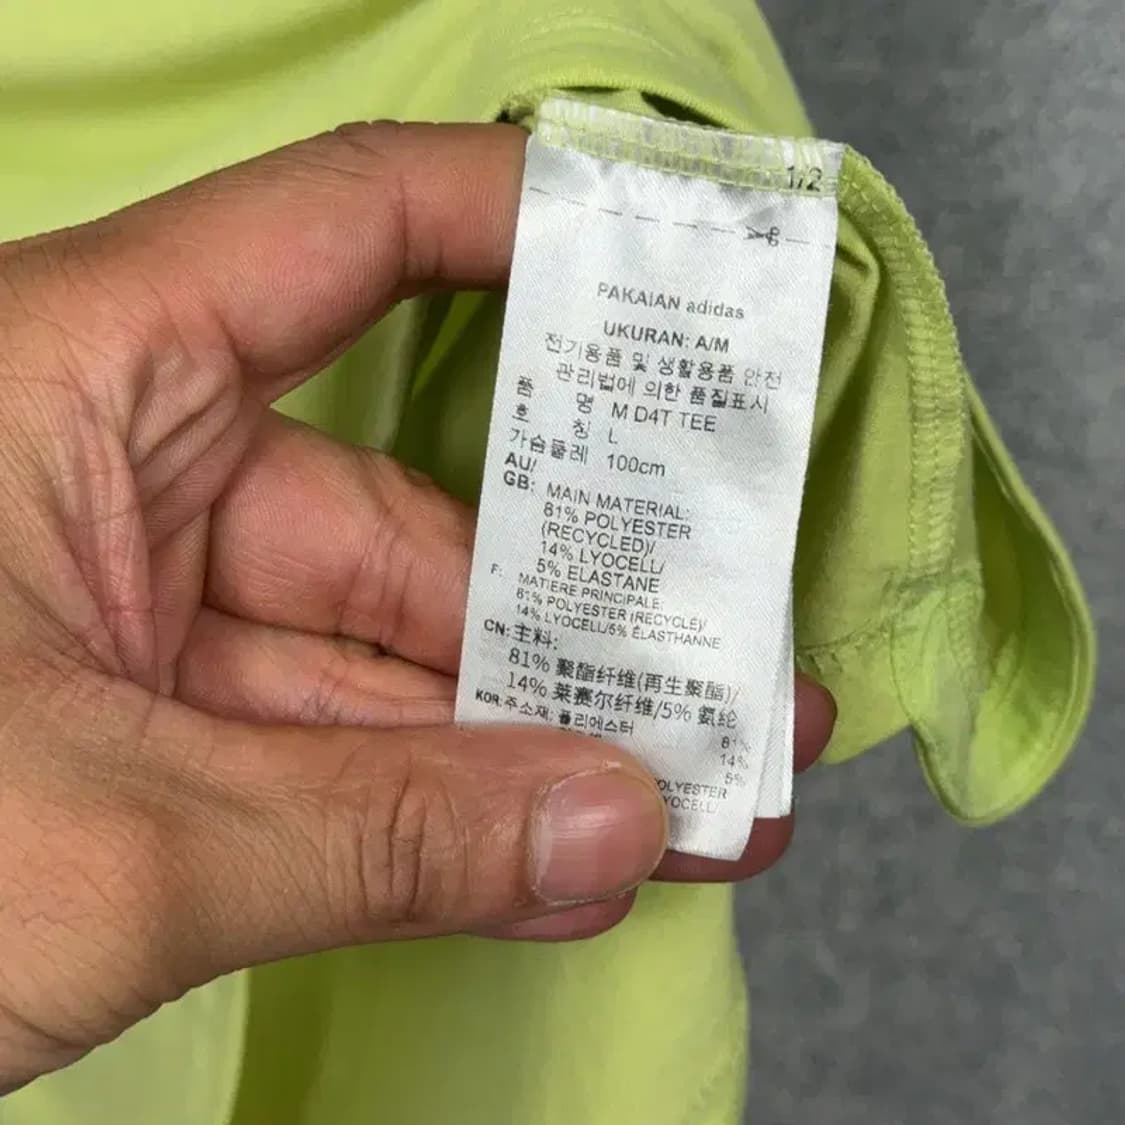 1/2
PAKAIAN adidas
UKURAN: A/M
전기용품 및 생활용품 안전
관리법에 의한 품질표시
품 명 M D4T TEE
호 칭 L
가슴둘레 100cm
AU/
GB: MAIN MATERIAL:
81% POLYESTER
(RECYCLED)/
14% LYOCELL/
5% ELASTANE
F: MATIERE PRINCIPALE:
81% POLYESTER (RECYCLÉ)/
14% LYOCELL/5% ÉLASTHANNE
CN: 主料:
81% 聚酯纤维(再生聚酯)/
14% 莱赛尔纤维/5% 氨纶
KOR: 주소재: 폴리에스터
81%
14%
5%
OLYESTER
YOCELL/